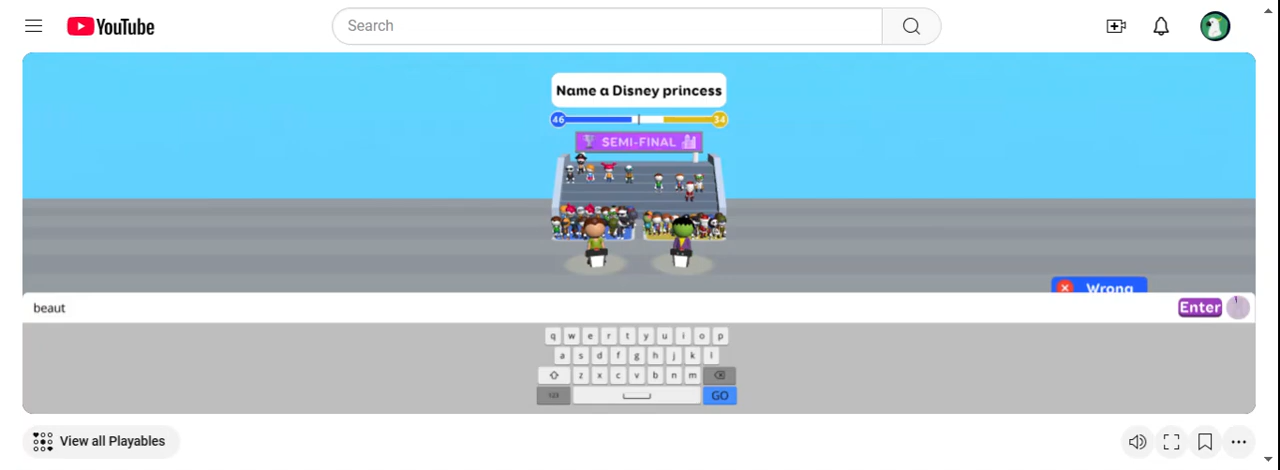 YouTube
Search
Name a Disney princess
46
34
SEMI-FINAL
Wrong
beaut
Enter
q w e r t y u i o p
a s d f g h j k l
z x c v b n m
123
GO
View all Playables